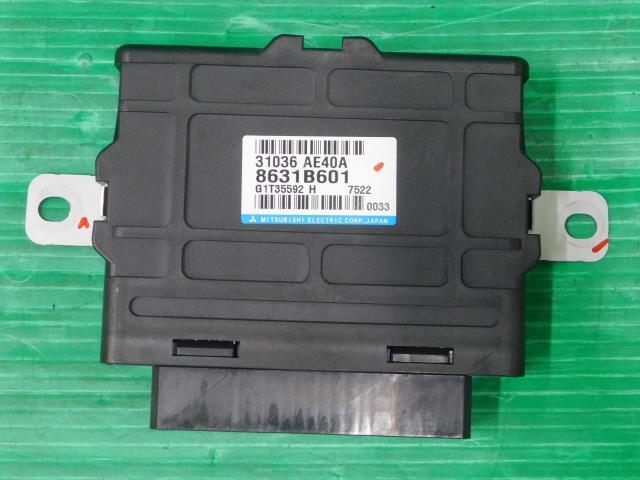 31036 AE40A
8631B601
G1T35592 H 7522
0033
MITSUBISHI ELECTRIC CORP. JAPAN
A